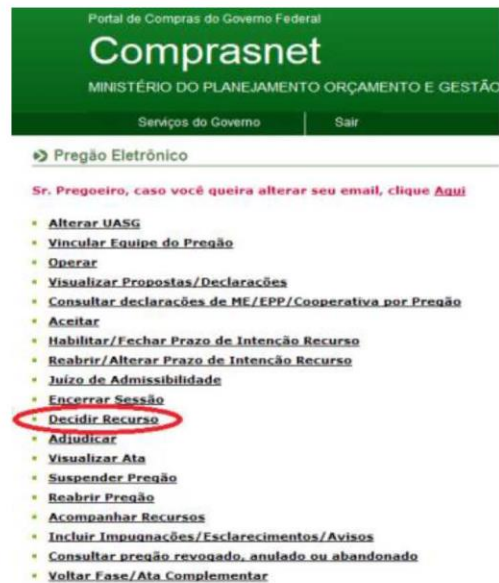 Portal de Compras do Governo Federal
Comprasnet
MINISTÉRIO DO PLANEJAMENTO ORÇAMENTO E GESTÃO
Serviços do Governo Sair
Pregão Eletrônico
Sr. Pregoeiro, caso você queira alterar seu email, clique Aqui
Alterar UASG
Vincular Equipe do Pregão
Operar
Visualizar Propostas/Declarações
Consultar declarações de ME/EPP/Cooperativa por Pregão
Aceitar
Habilitar/Fechar Prazo de Intenção Recurso
Reabrir/Alterar Prazo de Intenção Recurso
Juízo de Admissibilidade
Encerrar Sessão
Decidir Recurso
Adjudicar
Visualizar Ata
Suspender Pregão
Reabrir Pregão
Acompanhar Recursos
Incluir Impugnações/Esclarecimentos/Avisos
Consultar pregão revogado, anulado ou abandonado
Voltar Fase/Ata Complementar